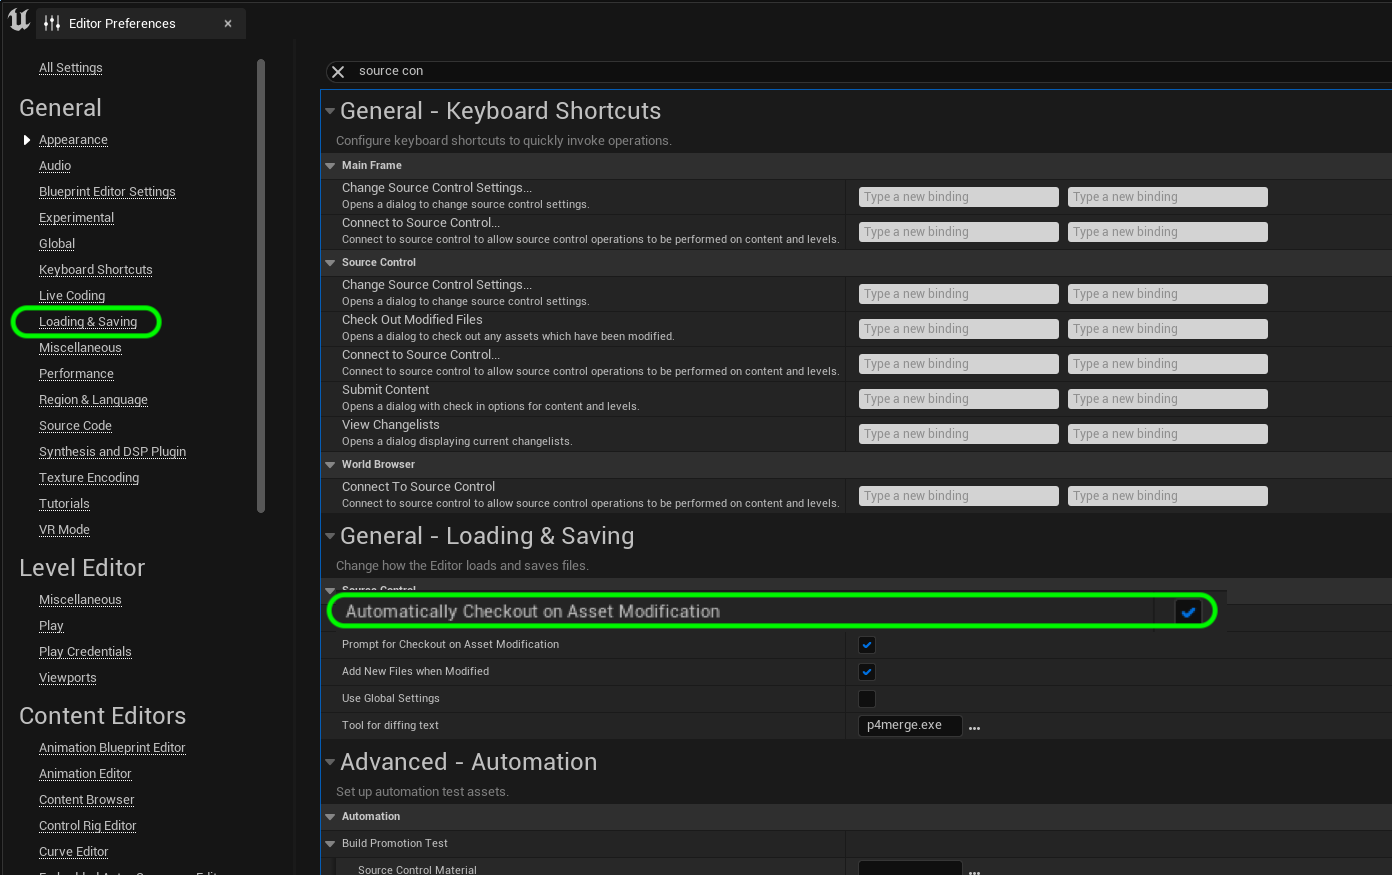 Editor Preferences
All Settings
General
Appearance
Audio
Blueprint Editor Settings
Experimental
Global
Keyboard Shortcuts
Live Coding
Loading & Saving
Miscellaneous
Performance
Region & Language
Source Code
Synthesis and DSP Plugin
Texture Encoding
Tutorials
VR Mode
Level Editor
Miscellaneous
Play
Play Credentials
Viewports
Content Editors
Animation Blueprint Editor
Animation Editor
Content Browser
Control Rig Editor
Curve Editor
source con
General - Keyboard Shortcuts
Configure keyboard shortcuts to quickly invoke operations.
Main Frame
Change Source Control Settings...
Opens a dialog to change source control settings.
Type a new binding Type a new binding
Connect to Source Control...
Connect to source control to allow source control operations to be performed on content and levels.
Type a new binding Type a new binding
Source Control
Change Source Control Settings...
Opens a dialog to change source control settings.
Type a new binding Type a new binding
Check Out Modified Files
Opens a dialog to check out any assets which have been modified.
Type a new binding Type a new binding
Connect to Source Control...
Connect to source control to allow source control operations to be performed on content and levels.
Type a new binding Type a new binding
Submit Content
Opens a dialog with check in options for content and levels.
Type a new binding Type a new binding
View Changelists
Opens a dialog displaying current changelists.
Type a new binding Type a new binding
World Browser
Connect To Source Control
Connect to source control to allow source control operations to be performed on content and levels.
Type a new binding Type a new binding
General - Loading & Saving
Change how the Editor loads and saves files.
Source Control
Automatically Checkout on Asset Modification
Prompt for Checkout on Asset Modification
Add New Files when Modified
Use Global Settings
Tool for diffing text p4merge.exe ...
Advanced - Automation
Set up automation test assets.
Automation
Build Promotion Test
Source Control Material ...